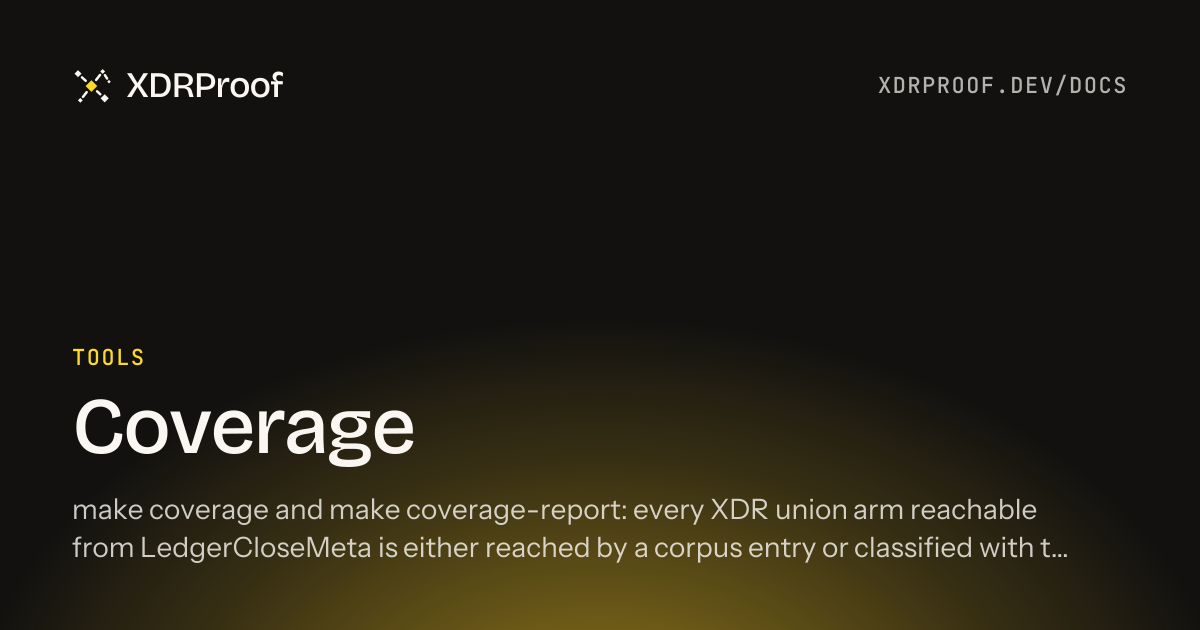 XDRProof
XDRPROOF.DEV/DOCS
TOOLS
Coverage
make coverage and make coverage-report: every XDR union arm reachable
from LedgerCloseMeta is either reached by a corpus entry or classified with t...